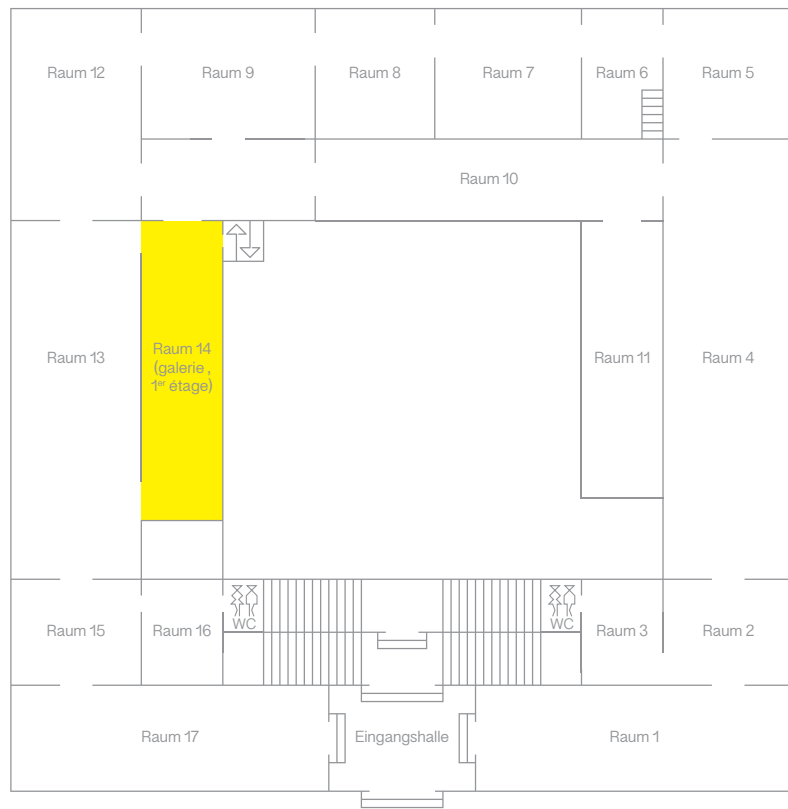 Raum 12
Raum 9
Raum 8
Raum 7
Raum 6
Raum 5
Raum 10
Raum 13
Raum 14
(galerie ,
1er étage)
Raum 11
Raum 4
Raum 15
Raum 16
WC
WC
Raum 3
Raum 2
Raum 17
Eingangshalle
Raum 1